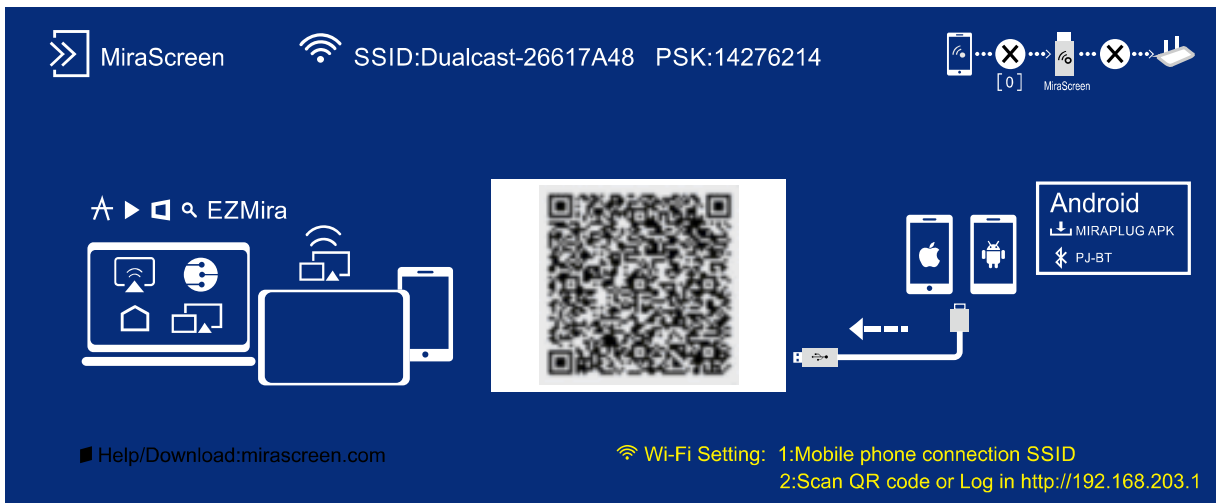 MiraScreen
SSID:Dualcast-26617A48 PSK:14276214
[0]
MiraScreen
EZMira
Android
MIRAPLUG APK
PJ-BT
Help/Download:mirascreen.com
Wi-Fi Setting: 1:Mobile phone connection SSID
2:Scan QR code or Log in http://192.168.203.1